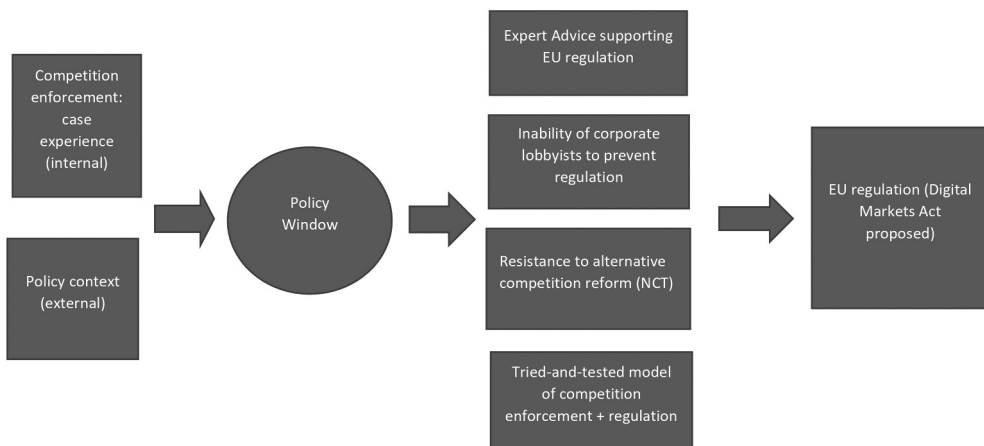 Competition
enforcement:
case
experience
(internal)
Policy context
(external)
Policy
Window
Expert Advice supporting
EU regulation
Inability of corporate
lobbyists to prevent
regulation
Resistance to alternative
competition reform (NCT)
Tried-and-tested model
of competition
enforcement + regulation
EU regulation (Digital
Markets Act
proposed)